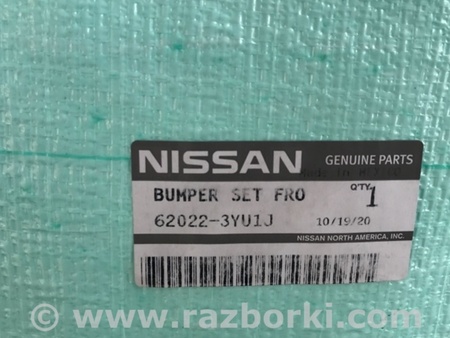 NISSAN GENUINE PARTS
BUMPER SET FRO QTY. 1
62022-3YU1J 10/19/20
NISSAN NORTH AMERICA, INC.
© www.razborki.com